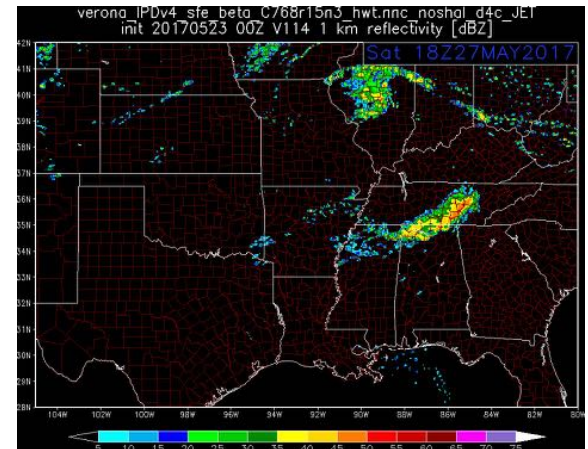 verona_IPDv4_sfe_beta_C768r15n3_hwt.nnc_noshal_d4c_JET
init 20170523 00Z V114 1 km reflectivity [dBZ]
Sat 18Z27MAY2017
42N
41N
40N
39N
38N
37N
36N
35N
34N
33N
32N
31N
30N
29N
28N
104W 102W 100W 98W 96W 94W 92W 90W 88W 86W 84W 82W 80W
5 10 15 20 25 30 35 40 45 50 55 60 65 70 75